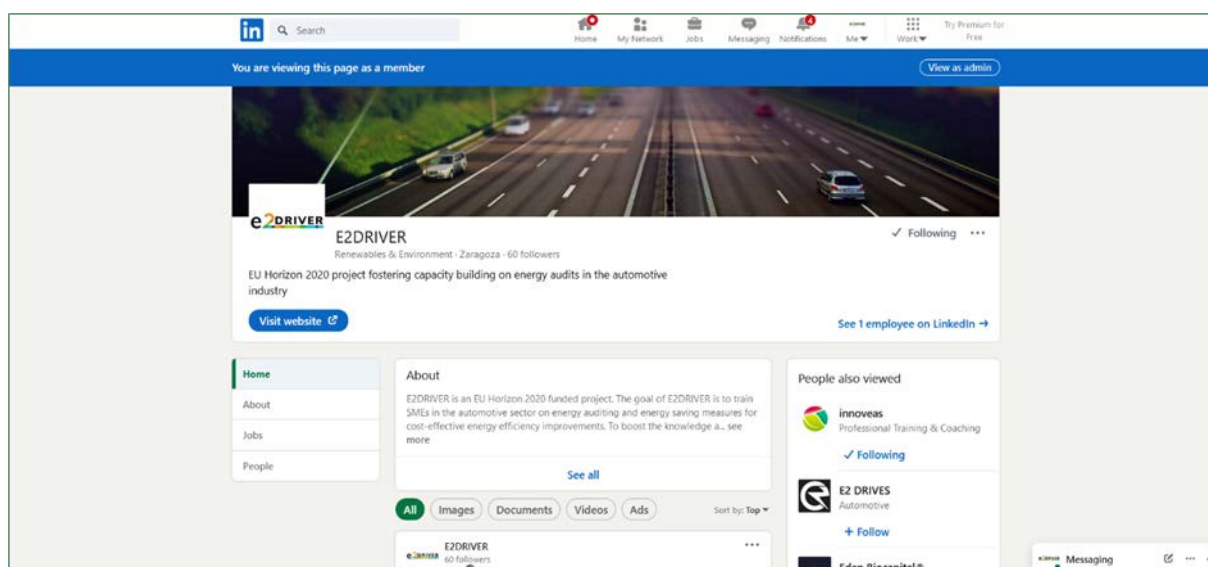 in
Search
Home
My Network
Jobs
Messaging
4
Notifications
Me
Work
Try Premium for
Free
You are viewing this page as a member
View as admin
e2DRIVER
E2DRIVER
Following
Renewables & Environment · Zaragoza · 60 followers
EU Horizon 2020 project fostering capacity building on energy audits in the automotive
industry
Visit website
See 1 employee on LinkedIn →
Home
About
Jobs
People
About
E2DRIVER is an EU Horizon 2020 funded project. The goal of E2DRIVER is to train
SMEs in the automotive sector on energy auditing and energy saving measures for
cost-effective energy efficiency improvements. To boost the knowledge a... see
more
See all
All
Images
Documents
Videos
Ads
Sort by: Top
e2DRIVER
E2DRIVER
60 followers
People also viewed
innoveas
Professional Training & Coaching
✓ Following
E2 DRIVES
Automotive
+ Follow
Messaging